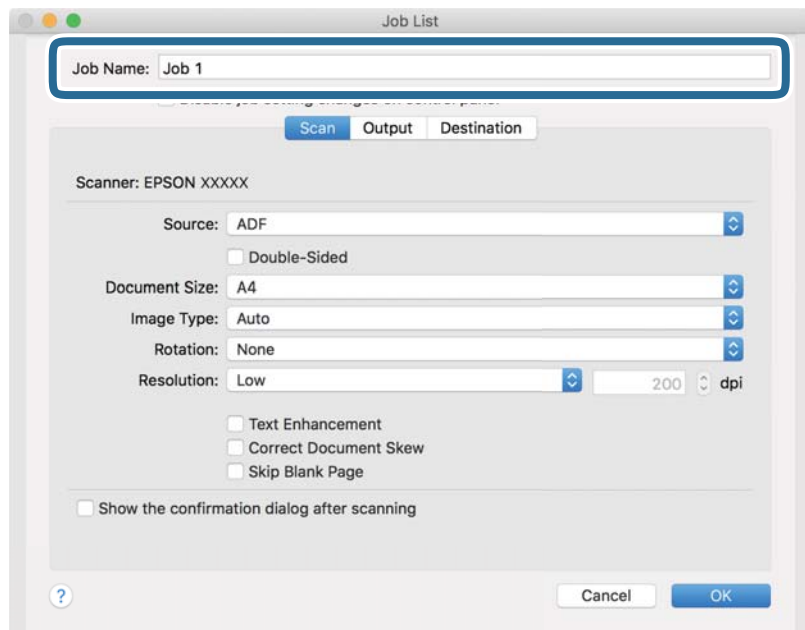 Job List
Job Name: Job 1
Scan Output Destination
Scanner: EPSON XXXXX
Source: ADF
Double-Sided
Document Size: A4
Image Type: Auto
Rotation: None
Resolution: Low 200 dpi
Text Enhancement
Correct Document Skew
Skip Blank Page
Show the confirmation dialog after scanning
? Cancel OK